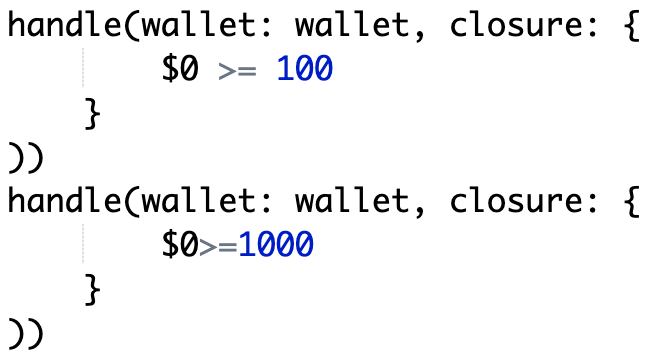 handle(wallet: wallet, closure: {
        $0 >= 100
    }
))
handle(wallet: wallet, closure: {
        $0>=1000
    }
))